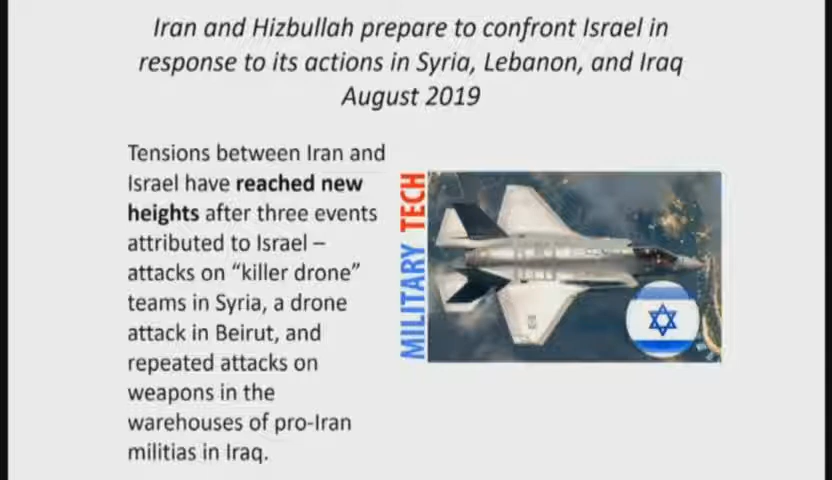 Iran and Hizbullah prepare to confront Israel in
response to its actions in Syria, Lebanon, and Iraq
August 2019
Tensions between Iran and
Israel have reached new
heights after three events
attributed to Israel –
attacks on “killer drone”
teams in Syria, a drone
attack in Beirut, and
repeated attacks on
weapons in the
warehouses of pro-Iran
militias in Iraq.
MILITARY TECH